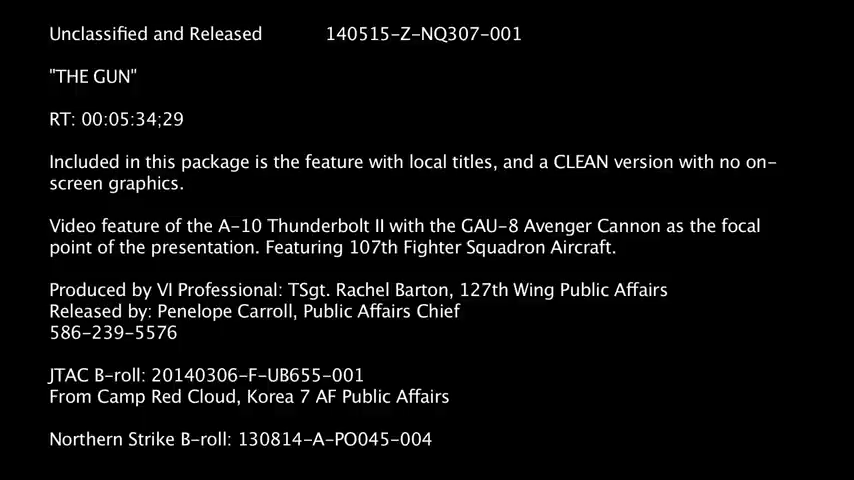 Unclassified and Released 140515-Z-NQ307-001
"THE GUN"
RT: 00:05:34;29
Included in this package is the feature with local titles, and a CLEAN version with no on-
screen graphics.
Video feature of the A-10 Thunderbolt II with the GAU-8 Avenger Cannon as the focal
point of the presentation. Featuring 107th Fighter Squadron Aircraft.
Produced by VI Professional: TSgt. Rachel Barton, 127th Wing Public Affairs
Released by: Penelope Carroll, Public Affairs Chief
586-239-5576
JTAC B-roll: 20140306-F-UB655-001
From Camp Red Cloud, Korea 7 AF Public Affairs
Northern Strike B-roll: 130814-A-PO045-004